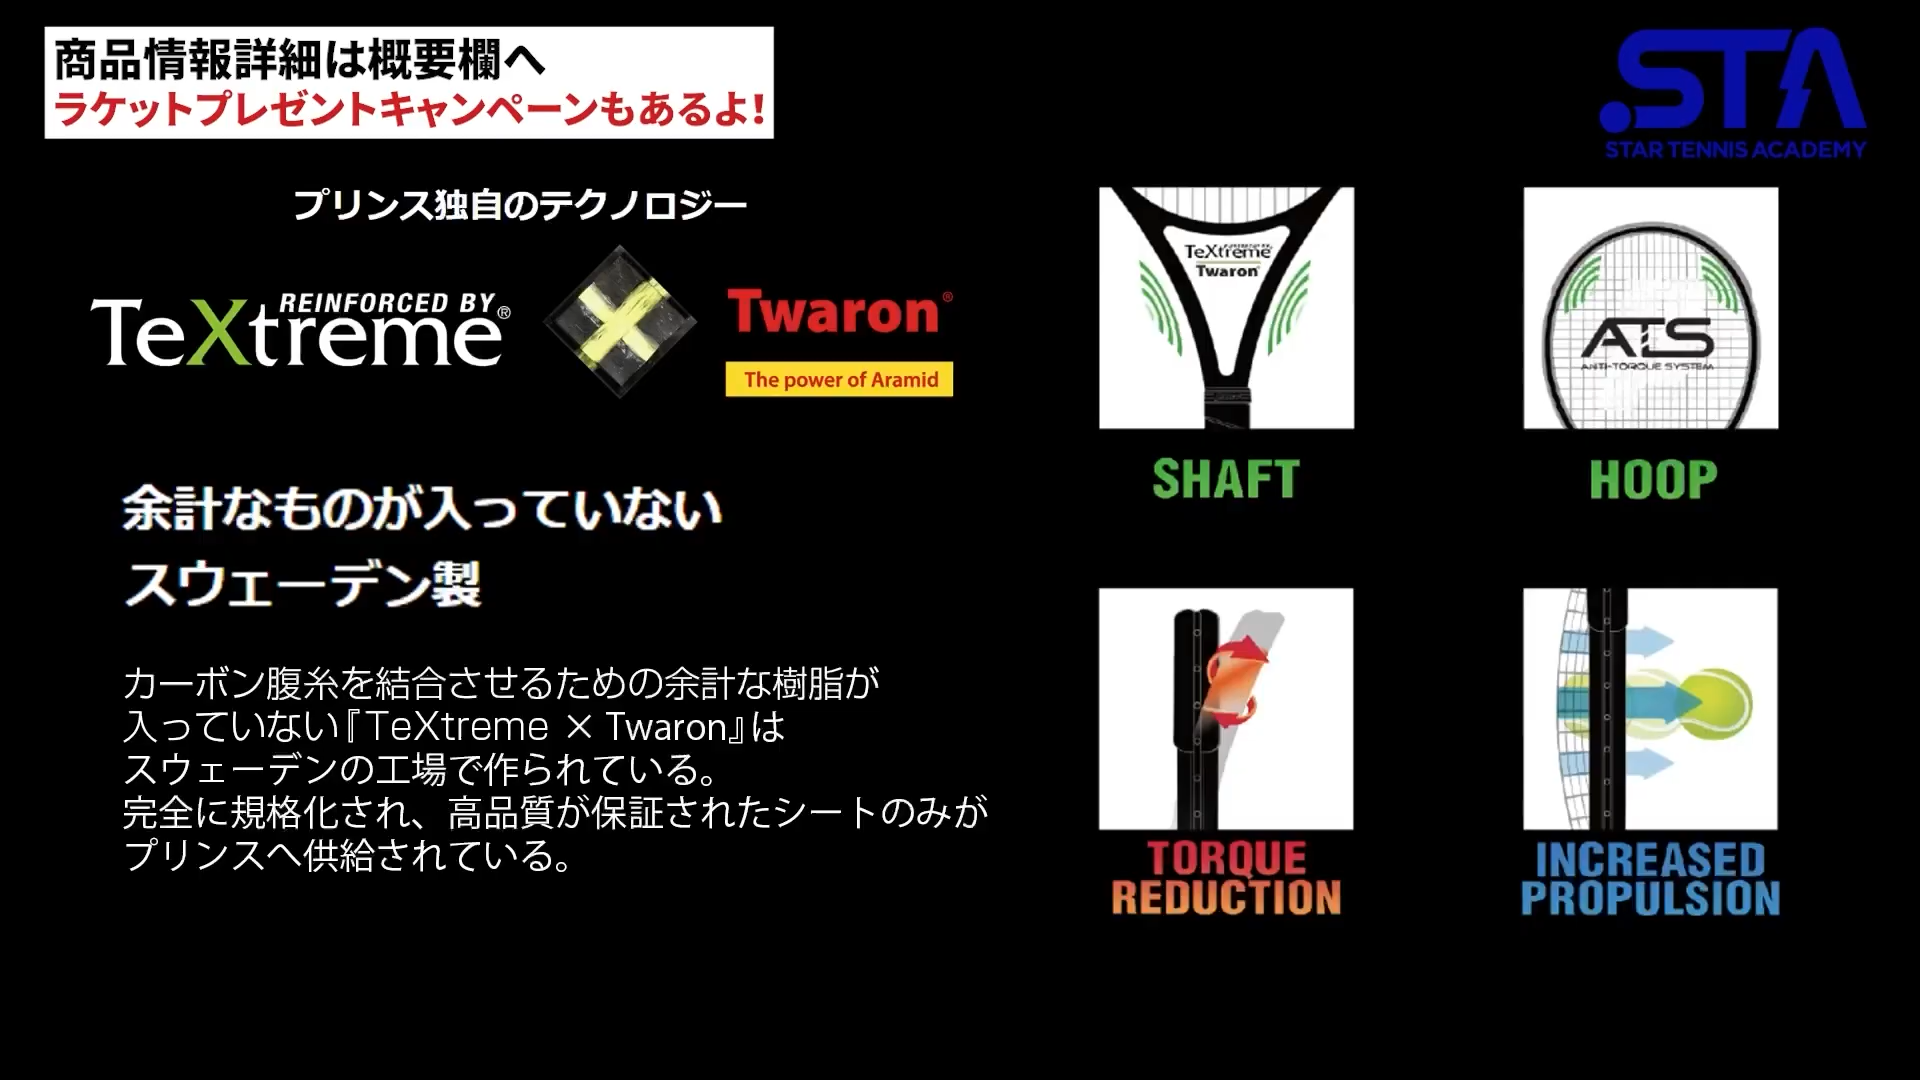 商品情報詳細は概要欄へ
ラケットプレゼントキャンペーンもあるよ!
STA
STAR TENNIS ACADEMY
プリンス独自のテクノロジー
REINFORCED BY
TeXtreme®
Twaron®
The power of Aramid
余計なものが入っていない
スウェーデン製
カーボン腹糸を結合させるための余計な樹脂が
入っていない『TeXtreme × Twaron』は
スウェーデンの工場で作られている。
完全に規格化され、高品質が保証されたシートのみが
プリンスへ供給されている。
TeXtreme
Twaron
SHAFT
ATS
ANTI-TORQUE SYSTEM
HOOP
TORQUE
REDUCTION
INCREASED
PROPULSION